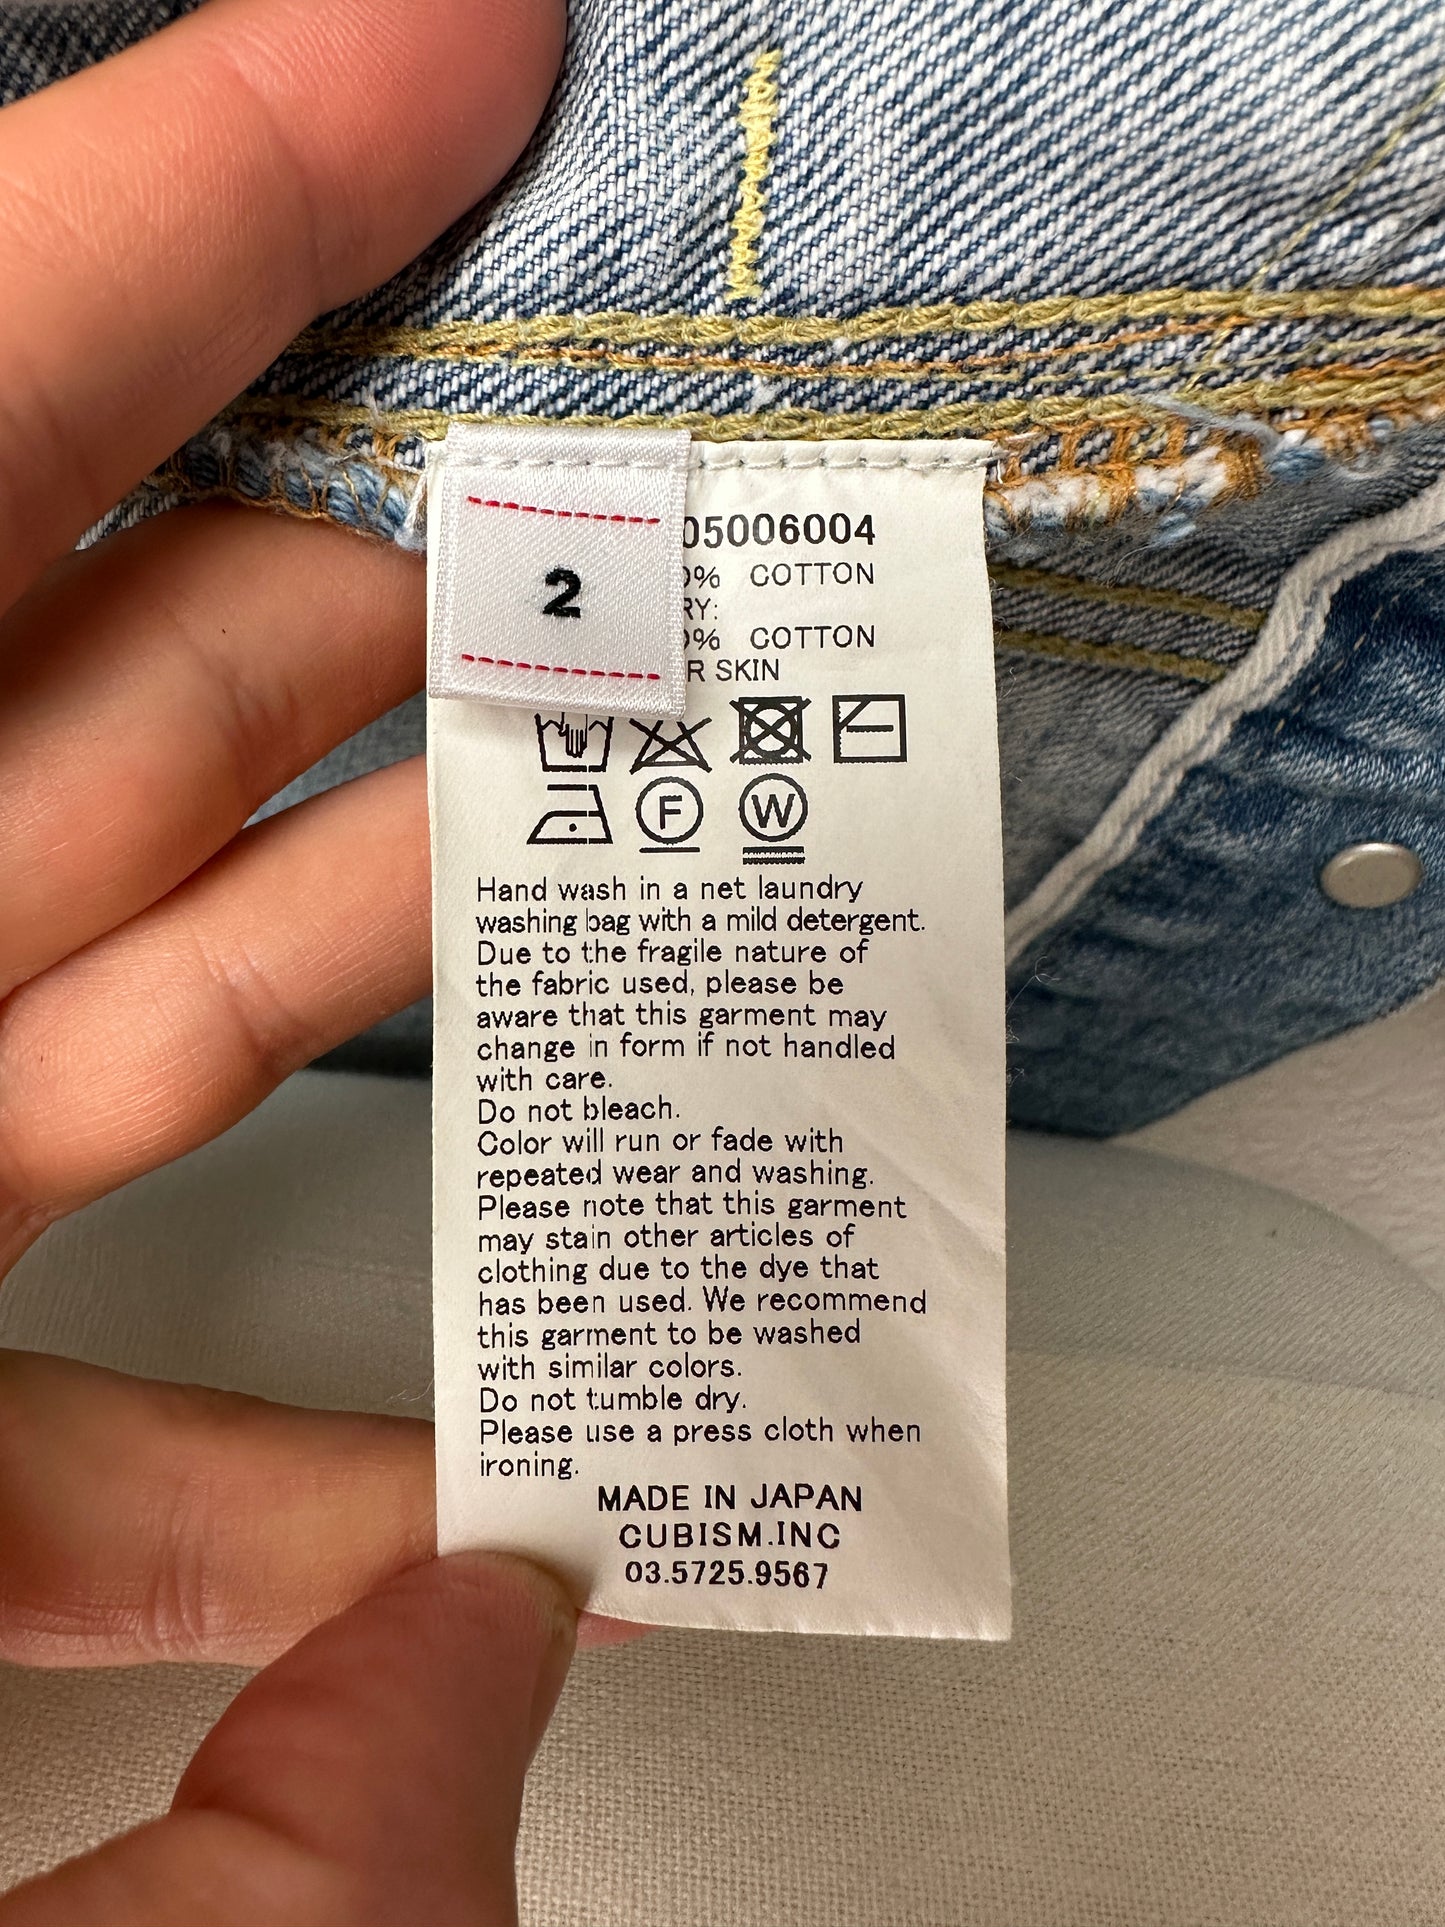 2
05006004
% COTTON
RY:
% COTTON
R SKIN
F
W
Hand wash in a net laundry
washing bag with a mild detergent.
Due to the fragile nature of
the fabric used, please be
aware that this garment may
change in form if not handled
with care.
Do not bleach.
Color will run or fade with
repeated wear and washing.
Please note that this garment
may stain other articles of
clothing due to the dye that
has been used. We recommend
this garment to be washed
with similar colors.
Do not tumble dry.
Please use a press cloth when
ironing.
MADE IN JAPAN
CUBISM.INC
03.5725.9567